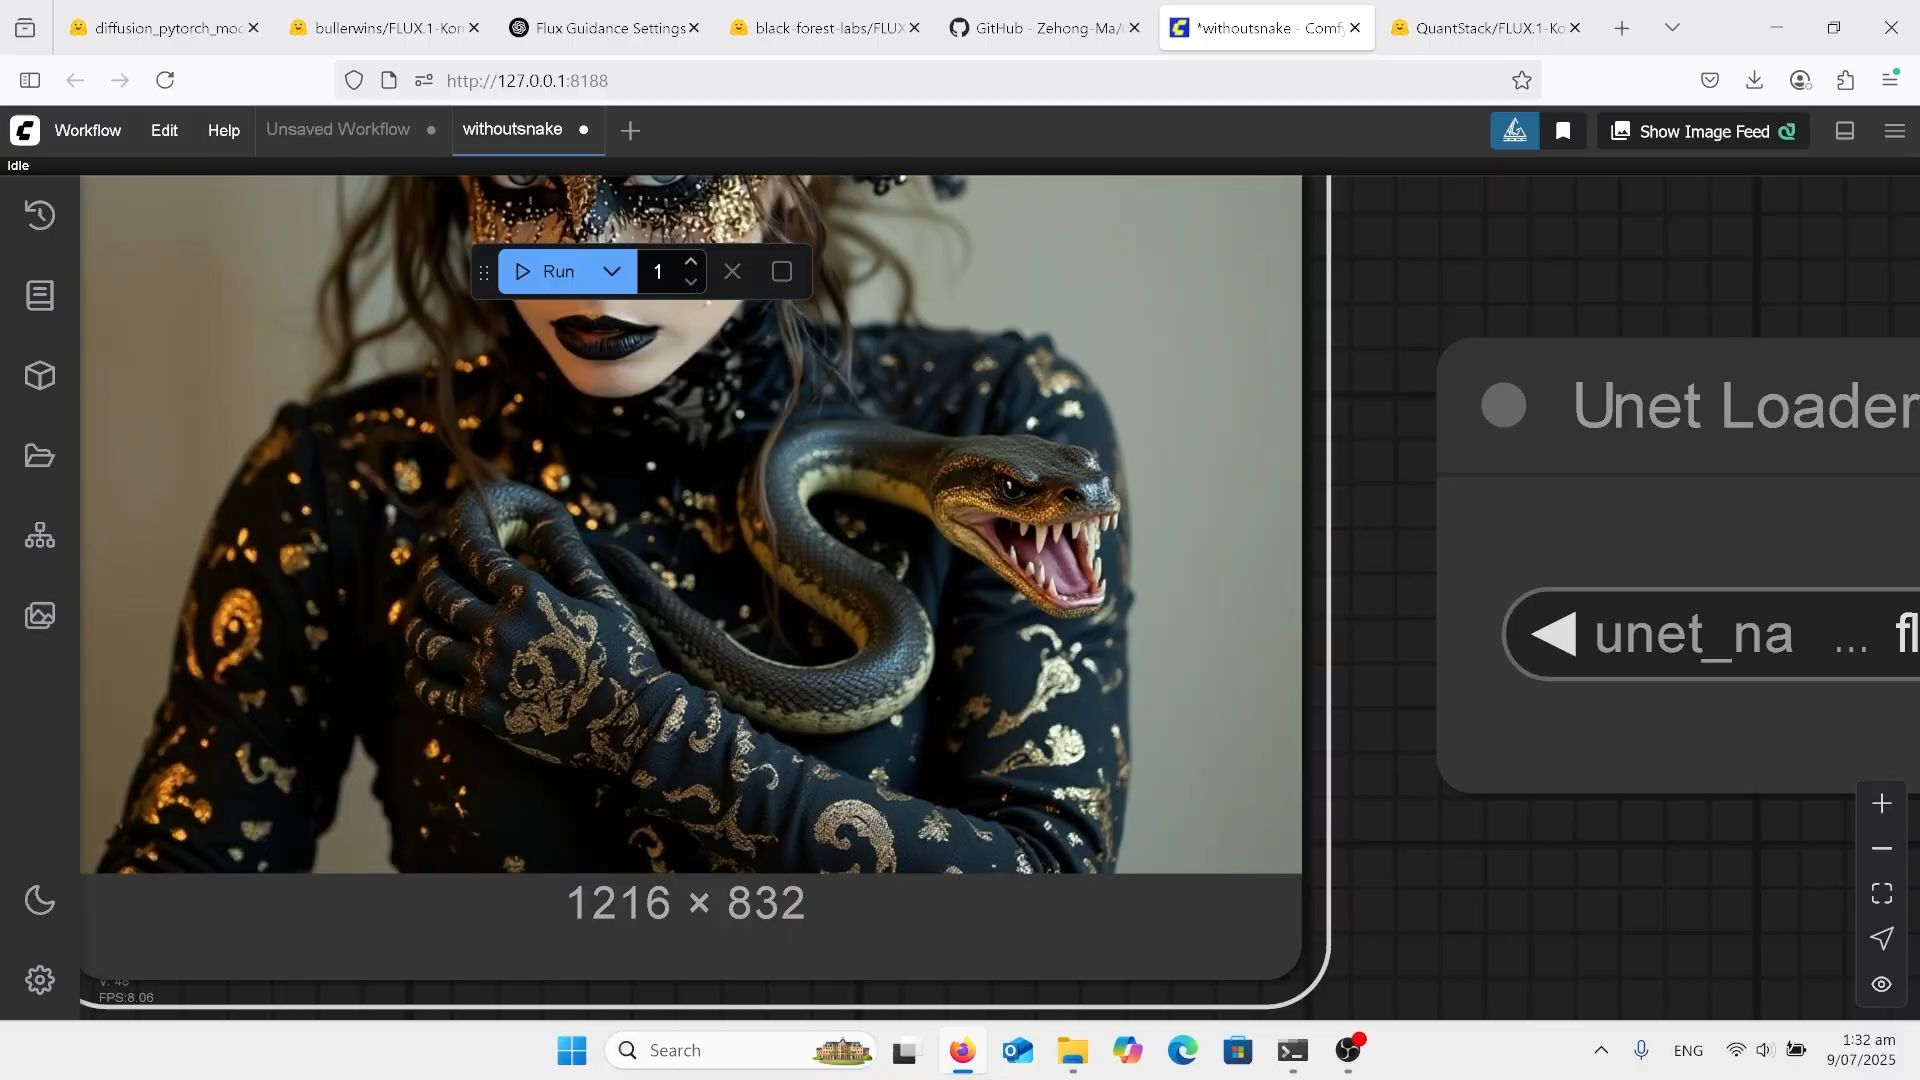 diffusion_pytorch_moc
bullerwins/FLUX.1-Kon
Flux Guidance Settings
black-forest-labs/FLUX
GitHub - Zehong-Ma/
*withoutsnake - Comfy
QuantStack/FLUX.1-Ko
http://127.0.0.1:8188
Workflow
Edit
Help
Unsaved Workflow
withoutsnake
Show Image Feed
Idle
Run
1
Unet Loader
unet_na ... fl
1216 × 832
FPS:8.06
Search
ENG
1:32 am
9/07/2025